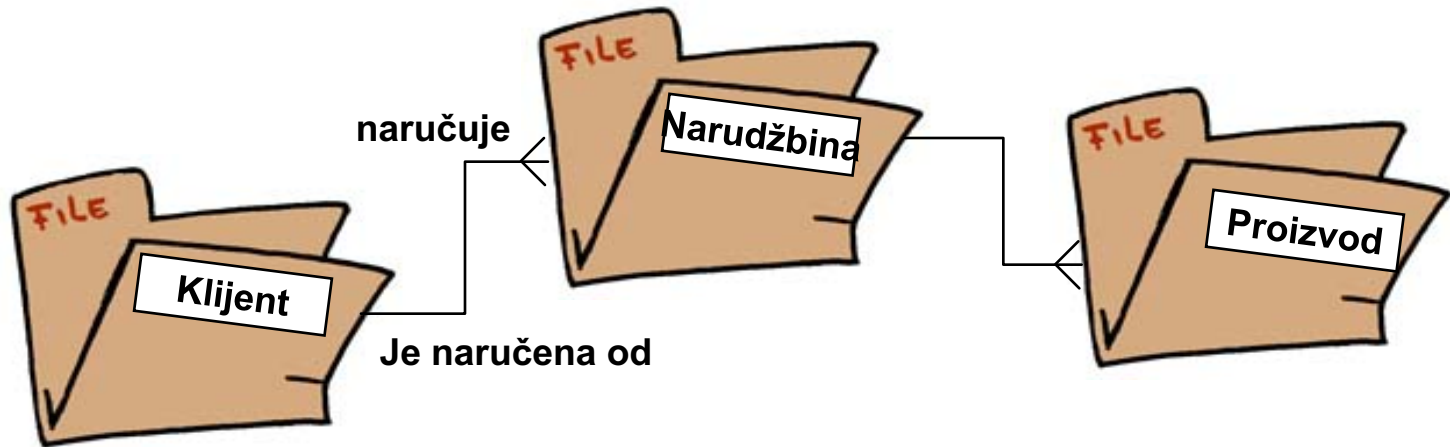 FILE
naručuje
Narudžbina
FILE
FILE
Proizvod
Klijent
Je naručena od